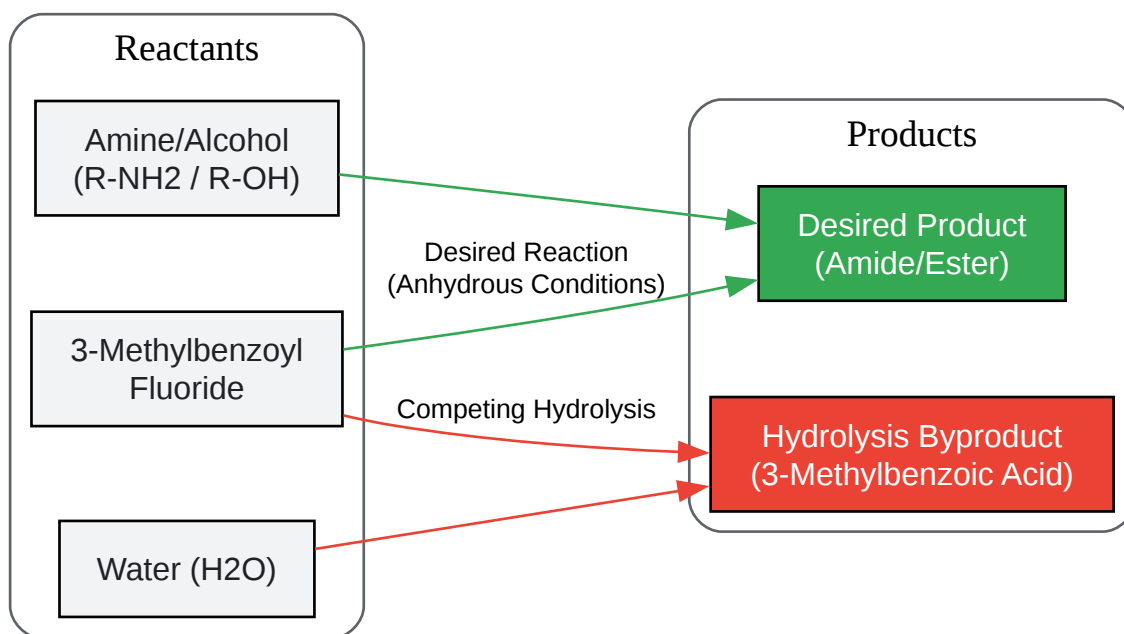 Reactants
Amine/Alcohol
(R-NH2 / R-OH)
3-Methylbenzoyl
Fluoride
Water (H2O)
Desired Reaction
(Anhydrous Conditions)
Competing Hydrolysis
Products
Desired Product
(Amide/Ester)
Hydrolysis Byproduct
(3-Methylbenzoic Acid)